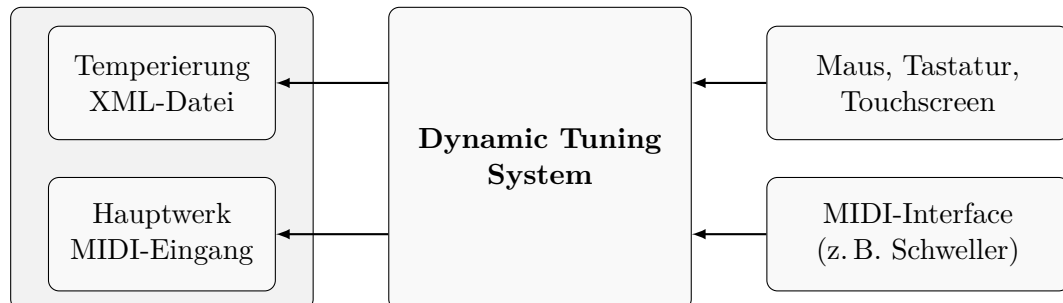 Temperierung
XML-Datei
Hauptwerk
MIDI-Eingang
Dynamic Tuning
System
Maus, Tastatur,
Touchscreen
MIDI-Interface
(z. B. Schweller)